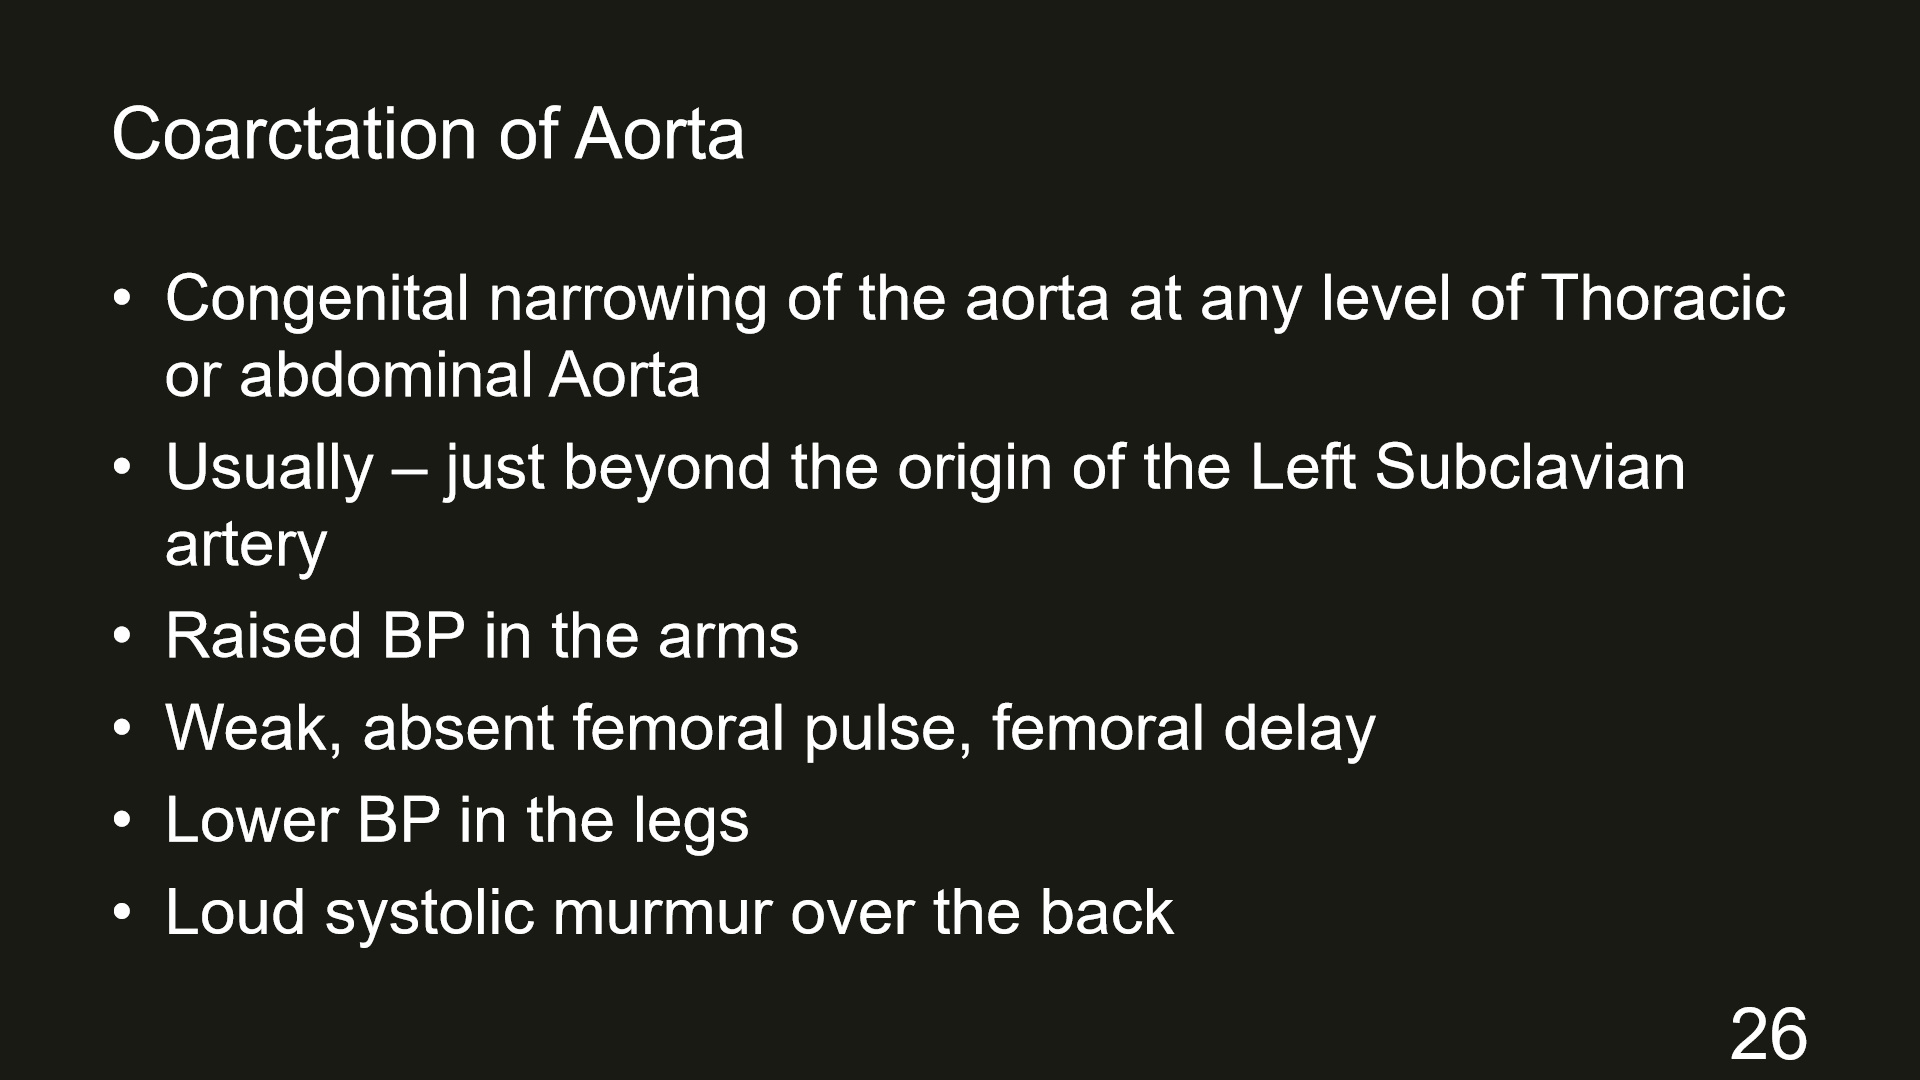 Coarctation of Aorta
• Congenital narrowing of the aorta at any level of Thoracic
or abdominal Aorta
• Usually – just beyond the origin of the Left Subclavian
artery
• Raised BP in the arms
• Weak, absent femoral pulse, femoral delay
• Lower BP in the legs
• Loud systolic murmur over the back
26